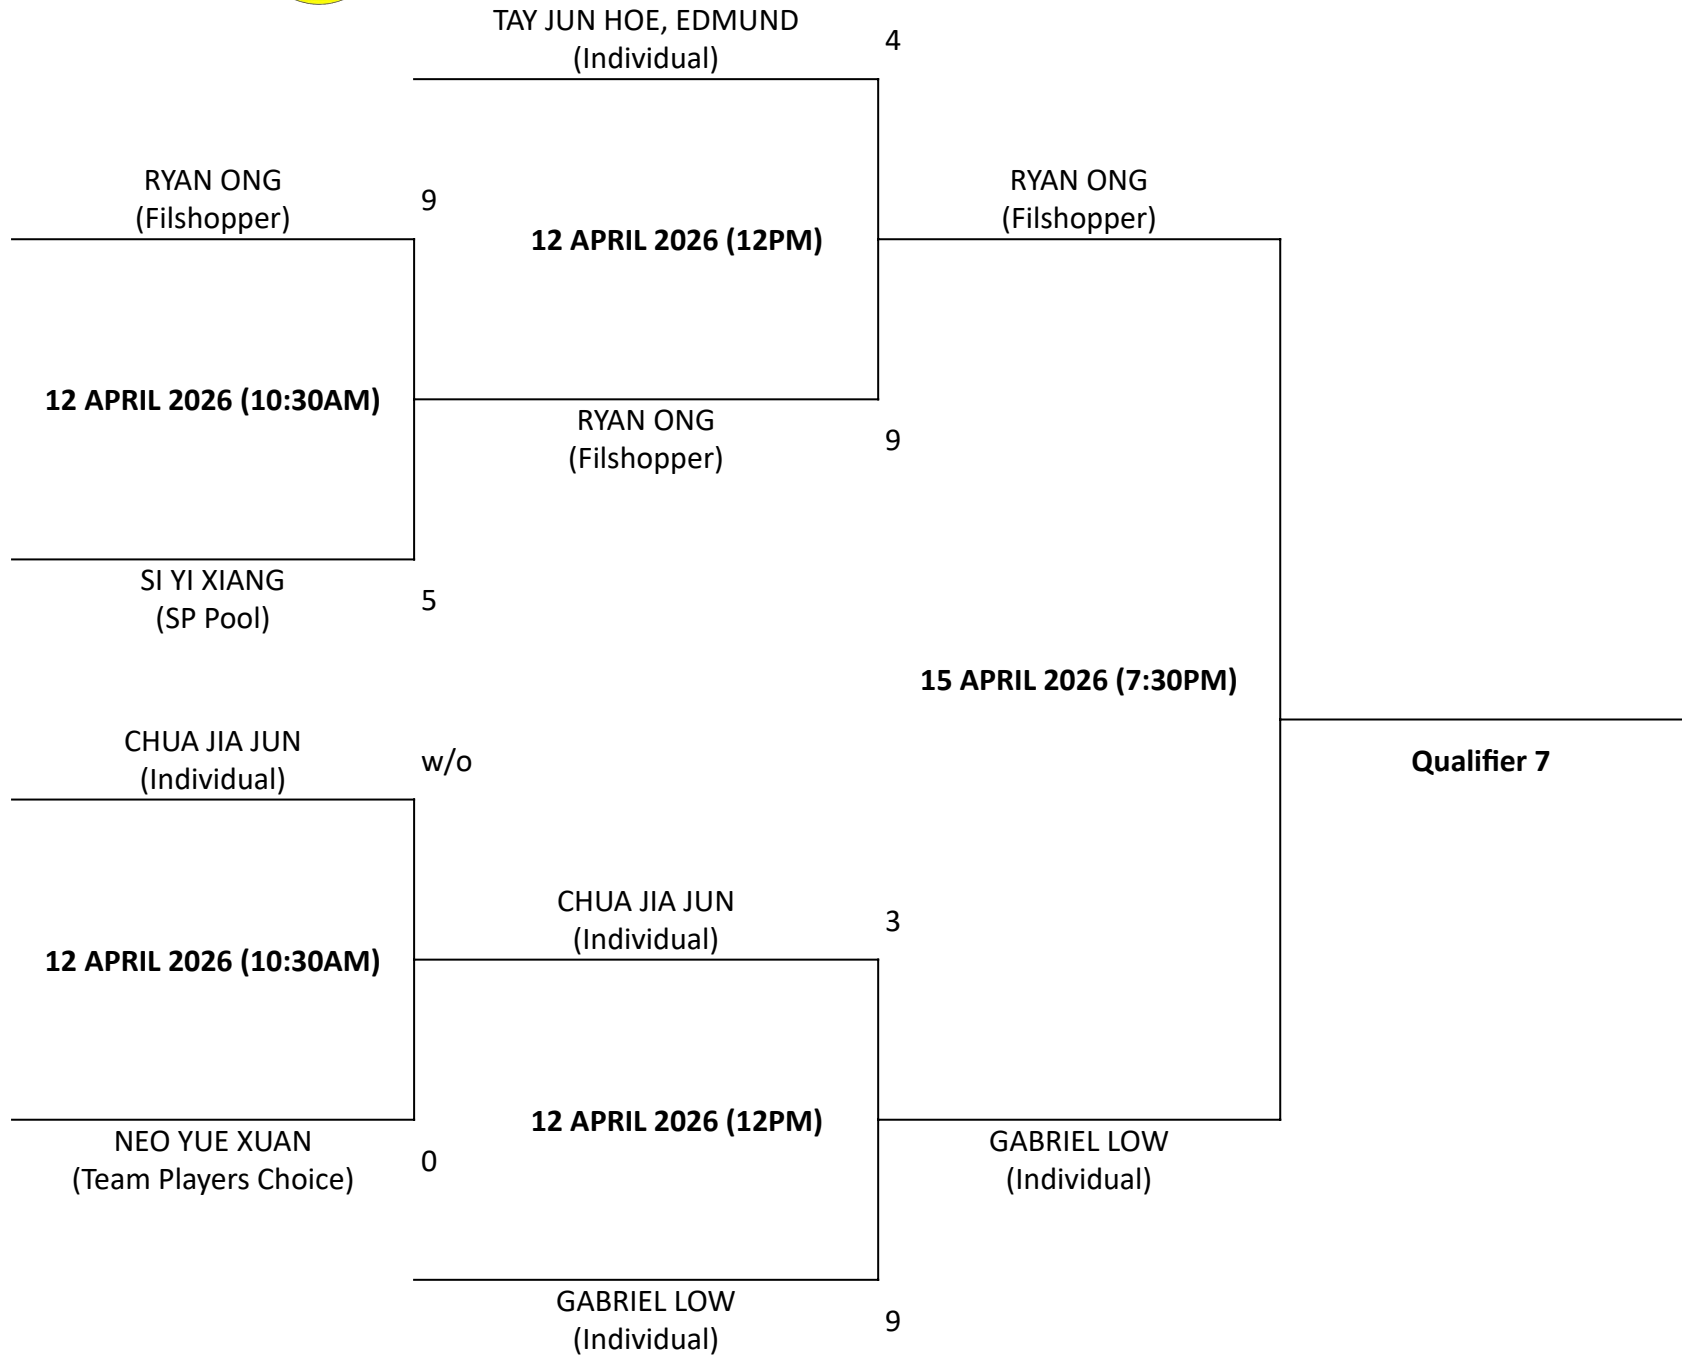 TAY JUN HOE, EDMUND
(Individual)
4
RYAN ONG
(Filshopper)
9
12 APRIL 2026 (12PM)
RYAN ONG
(Filshopper)
12 APRIL 2026 (10:30AM)
RYAN ONG
(Filshopper)
9
SI YI XIANG
(SP Pool)
5
15 APRIL 2026 (7:30PM)
CHUA JIA JUN
(Individual)
w/o
Qualifier 7
CHUA JIA JUN
(Individual)
3
12 APRIL 2026 (10:30AM)
NEO YUE XUAN
(Team Players Choice)
0
12 APRIL 2026 (12PM)
GABRIEL LOW
(Individual)
GABRIEL LOW
(Individual)
9